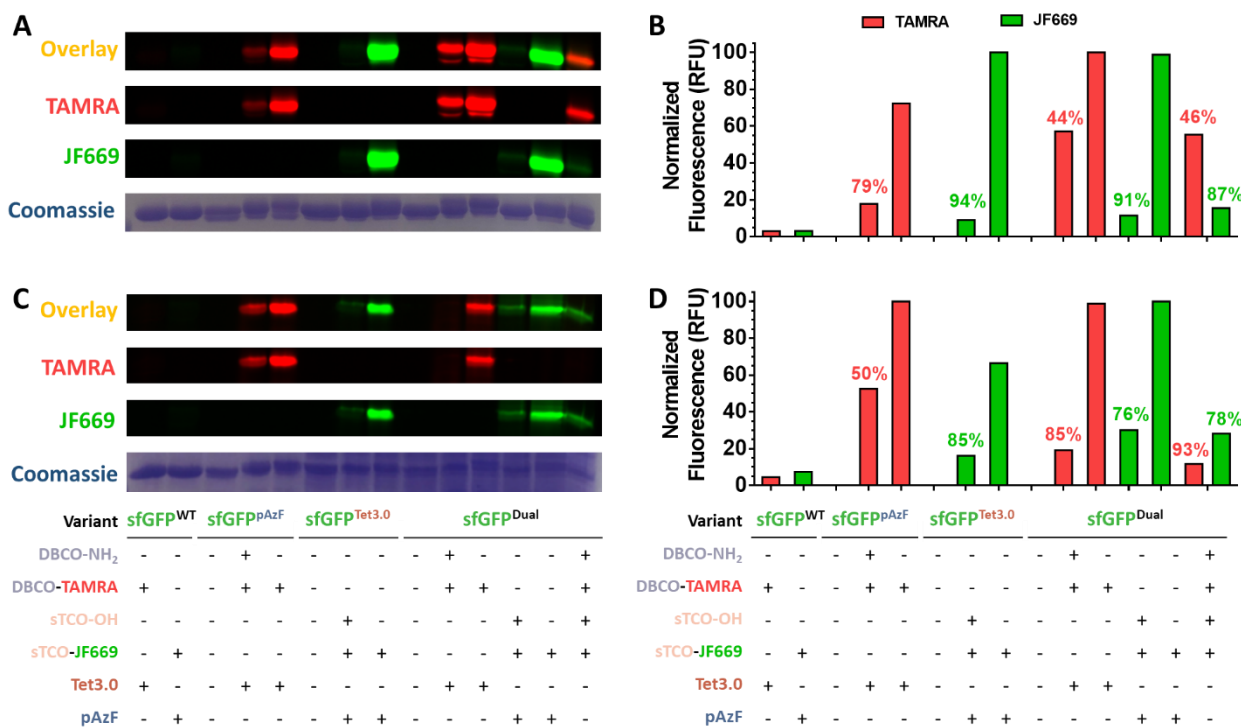 A
Overlay
TAMRA
JF669
Coomassie
B
TAMRA JF669
Normalized
Fluorescence (RFU)
100
80
60
40
20
0
79%
94%
44%
91%
46%
87%
C
Overlay
TAMRA
JF669
Coomassie
D
Normalized
Fluorescence (RFU)
100
80
60
40
20
0
50%
85%
85%
76%
93%
78%
Variant sfGFPWT sfGFPpAzF sfGFPTet3.0 sfGFPDual
DBCO-NH2 - - - + - - - - - + - - - +
DBCO-TAMRA + - - + + - - - - + + - - +
sTCO-OH - - - - - - + - - - - + - +
sTCO-JF669 - + - - - - + + - - - + + +
Tet3.0 + - - + + - - - - + + - - -
pAzF - + - - - - + + - - - + + -
Variant sfGFPWT sfGFPpAzF sfGFPTet3.0 sfGFPDual
DBCO-NH2 - - - + - - - - - + - - - +
DBCO-TAMRA + - - + + - - - - + + - - +
sTCO-OH - - - - - - + - - - - + - +
sTCO-JF669 - + - - - - + + - - - + + +
Tet3.0 + - - + + - - - - + + - - -
pAzF - + - - - - + + - - - + + -